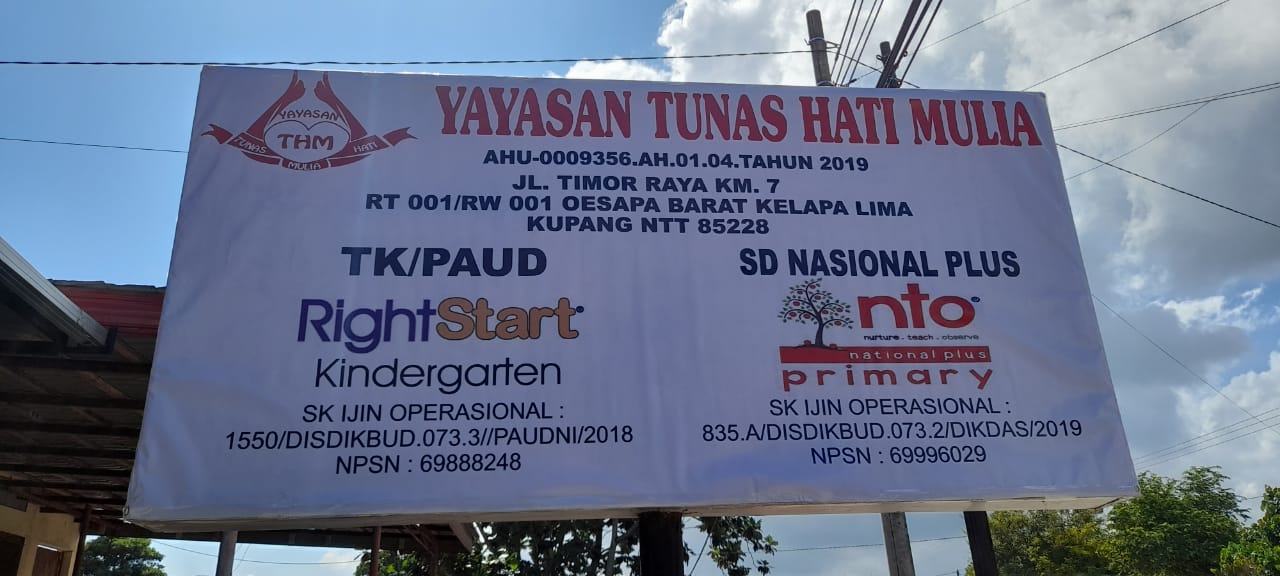 YAYASAN
THM
TUNAS MULIA HATI
YAYASAN TUNAS HATI MULIA
AHU-0009356.AH.01.04.TAHUN 2019
JL. TIMOR RAYA KM. 7
RT 001/RW 001 OESAPA BARAT KELAPA LIMA
KUPANG NTT 85228
TK/PAUD
RightStart
Kindergarten
SK IJIN OPERASIONAL :
1550/DISDIKBUD.073.3//PAUDNI/2018
NPSN : 69888248
SD NASIONAL PLUS
nto
nurture . teach . observe
national plus
primary
SK IJIN OPERASIONAL :
835.A/DISDIKBUD.073.2/DIKDAS/2019
NPSN : 69996029